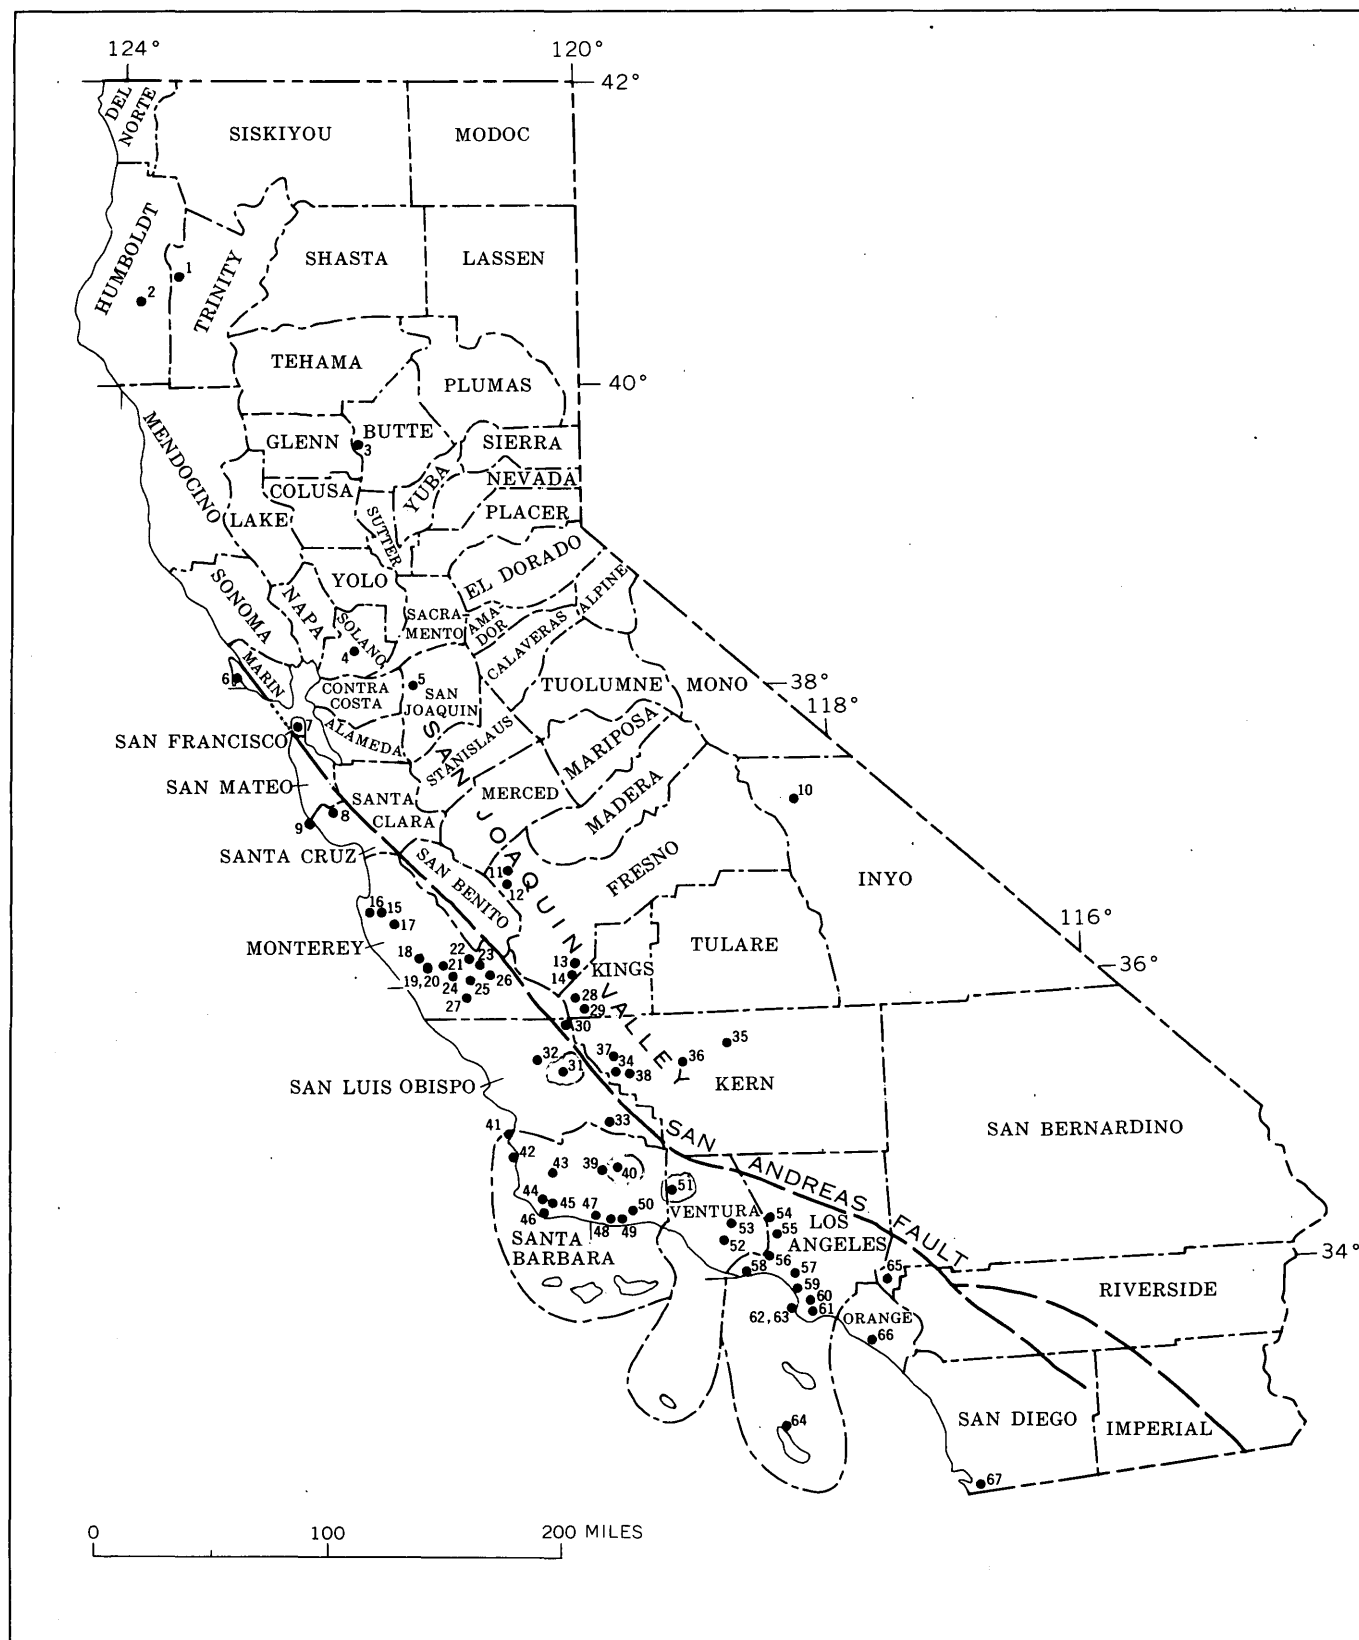 124° 120°
42°
DEL
NORTE
SISKIYOU
MODOC
HUMBOLDT
TRINITY
SHASTA
LASSEN
1
2
TEHAMA
PLUMAS
40°
MENDOCINO
GLENN
BUTTE
3
SIERRA
COLUSA
YUBA
NEVADA
LAKE
SUTTER
PLACER
SONOMA
NAPA
YOLO
EL DORADO
SOLANO
SACRA-
MENTO
AMA-
DOR
ALPINE
CALAVERAS
4
MARIN
6
CONTRA
COSTA
5
SAN
JOAQUIN
TUOLUMNE
MONO
38°
118°
7
SAN FRANCISCO
ALAMEDA
STANISLAUS
MARIPOSA
SAN JOAQUIN VALLEY
SAN MATEO
SANTA
CLARA
MERCED
MADERA
10
8
9
SANTA CRUZ
SAN BENITO
11
12
FRESNO
INYO
116°
16 15
17
MONTEREY
TULARE
36°
18
22
23
13
14
KINGS
19,20
21
24
25
26
27
28
29
30
35
32
31
37
34
38
36
KERN
SAN LUIS OBISPO
33
SAN ANDREAS FAULT
SAN BERNARDINO
41
42
43
39
40
51
44
45
46
47
48
49
50
VENTURA
53
52
54
55
LOS
ANGELES
SANTA
BARBARA
56
57
58
59
60
61
62,63
65
34°
RIVERSIDE
ORANGE
66
64
SAN DIEGO
IMPERIAL
67
0 100 200 MILES